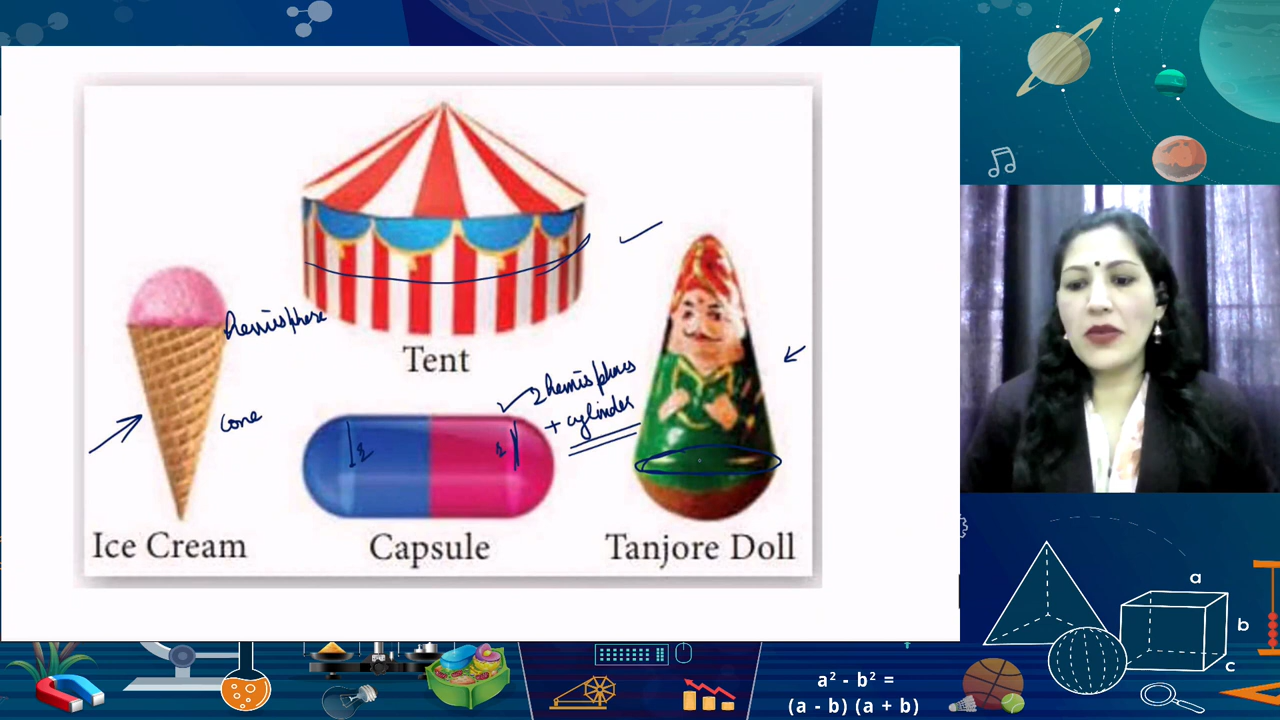 Hemisphere
Tent
2 hemispheres
+ cylinder
cone
Ice Cream
Capsule
Tanjore Doll
a
b
c
a² - b² =
(a - b) (a + b)